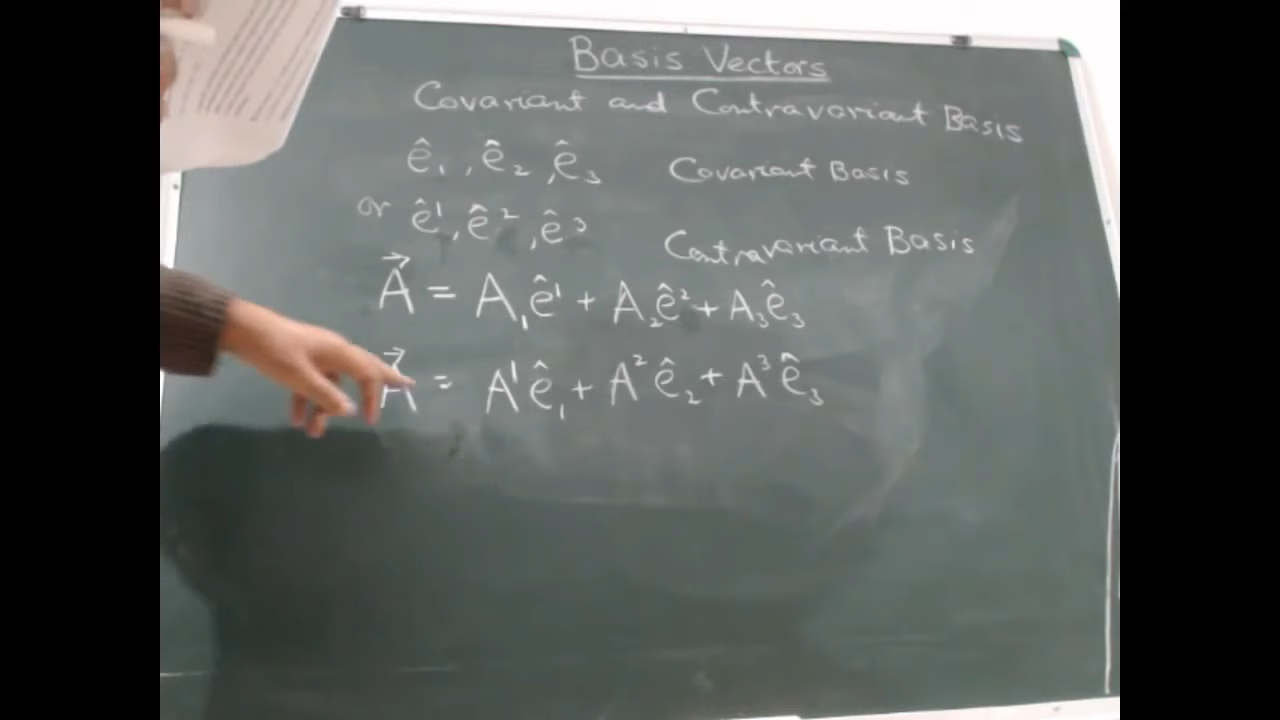 Basis Vectors
Covariant and Contravariant Basis
ê₁, ê₂, ê₃ Covariant Basis
or ê¹, ê², ê³ Contravariant Basis
A⃗ = A₁ê¹ + A₂ê² + A₃ê₃
A⃗ = A¹ê₁ + A²ê₂ + A³ê₃